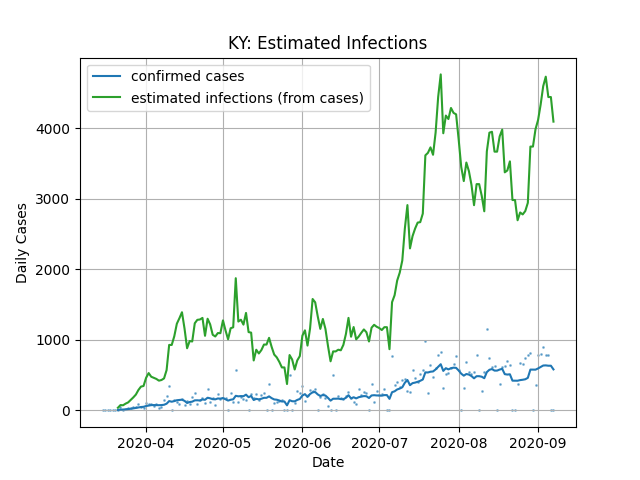 KY: Estimated Infections
confirmed cases
estimated infections (from cases)
Daily Cases
4000
3000
2000
1000
0
2020-04 2020-05 2020-06 2020-07 2020-08 2020-09
Date